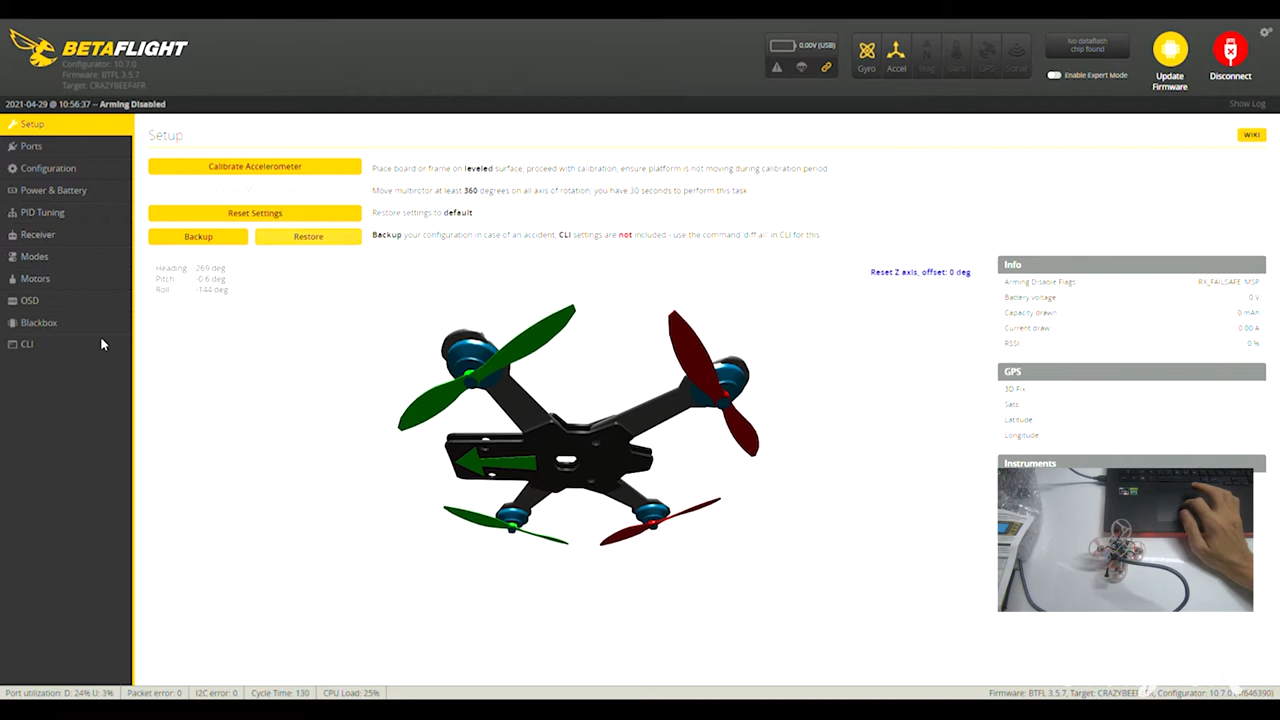 BETAFLIGHT
Configurator: 10.7.0
Firmware: BTFL 3.5.7
Target: CRAZYBEEF4FR
0.00V (USB)
Gyro Accel Mag Baro GPS Sonar
No dataflash
chip found
Enable Expert Mode
Update
Firmware
Disconnect
2021-04-29 @ 10:56:37 -- Arming Disabled
Show Log
Setup
Ports
Configuration
Power & Battery
PID Tuning
Receiver
Modes
Motors
OSD
Blackbox
CLI
Setup
WIKI
Calibrate Accelerometer
Place board or frame on leveled surface, proceed with calibration, ensure platform is not moving during calibration period
Move multirotor at least 360 degrees on all axis of rotation, you have 30 seconds to perform this task
Reset Settings
Restore settings to default
Backup
Restore
Backup your configuration in case of an accident, CLI settings are not included - use the command 'diff all' in CLI for this.
Heading 269 deg
Pitch -0.6 deg
Roll -144 deg
Reset Z axis, offset: 0 deg
Info
Arming Disable Flags RX_FAILSAFE MSP
Battery voltage 0 V
Capacity drawn 0 mAh
Current draw 0.00 A
RSSI 0 %
GPS
3D Fix
Sats
Latitude
Longitude
Instruments
Port utilization: D: 24% U: 3%
Packet error: 0
I2C error: 0
Cycle Time: 130
CPU Load: 25%
Firmware: BTFL 3.5.7, Target: CRAZYBEEF4FR, Configurator: 10.7.0